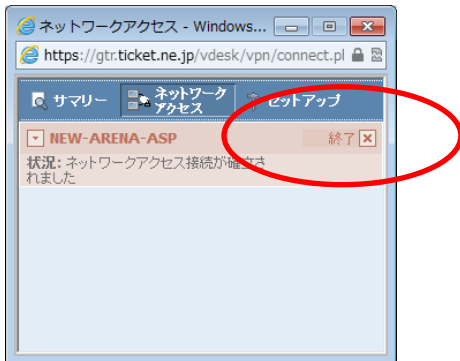 ネットワークアクセス - Windows...
https://gtr.ticket.ne.jp/vdesk/vpn/connect.pl
サマリー
ネットワーク
アクセス
セットアップ
NEW-ARENA-ASP
終了
状況: ネットワークアクセス接続が確立さ
れました